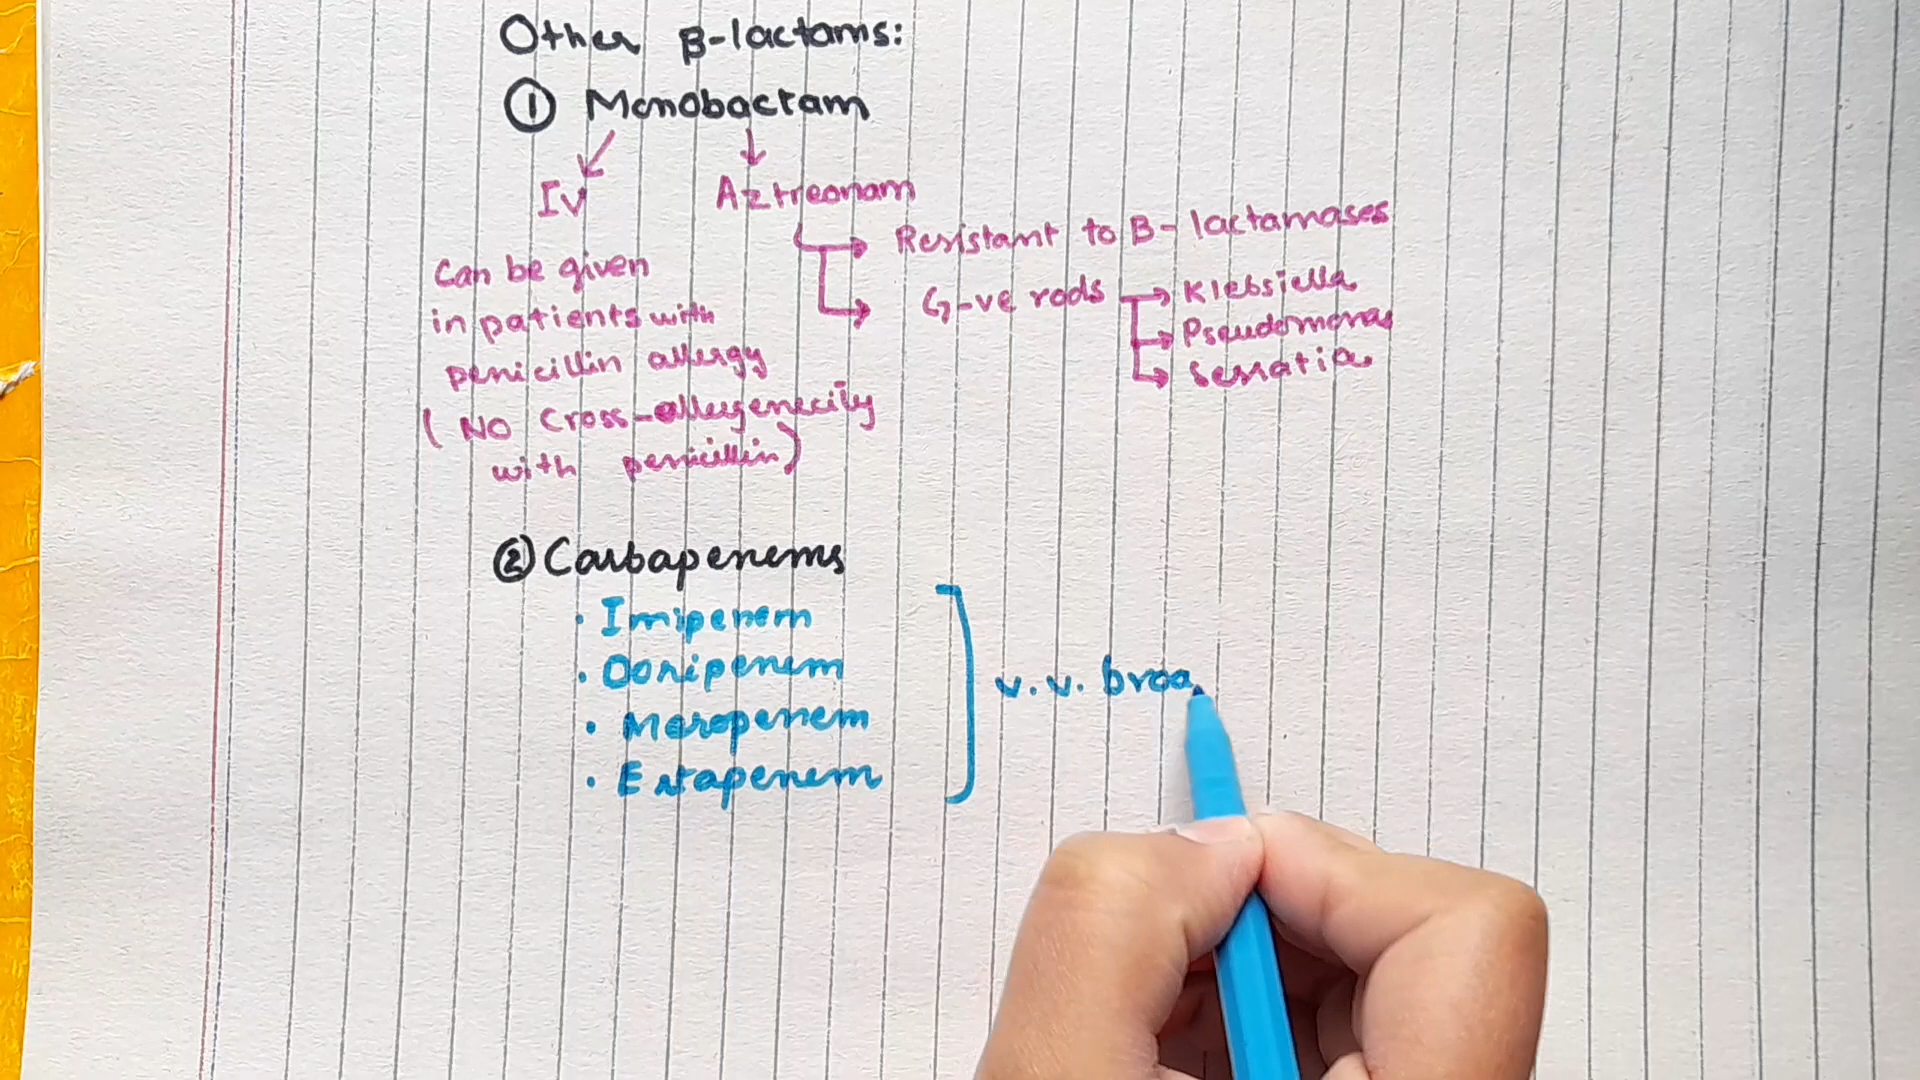 Other β-lactams:
① Monobactam
IV
Aztreonam
Can be given
in patients with
penicillin allergy
(No cross-allergenecity
with penicillin)
Resistant to B-lactamases
G-ve rods
Klebsiella
Pseudomonas
Serratia
② Carbapenems
• Imipenem
• Doripenem
• Meropenem
• Ertapenem
v.v. broa